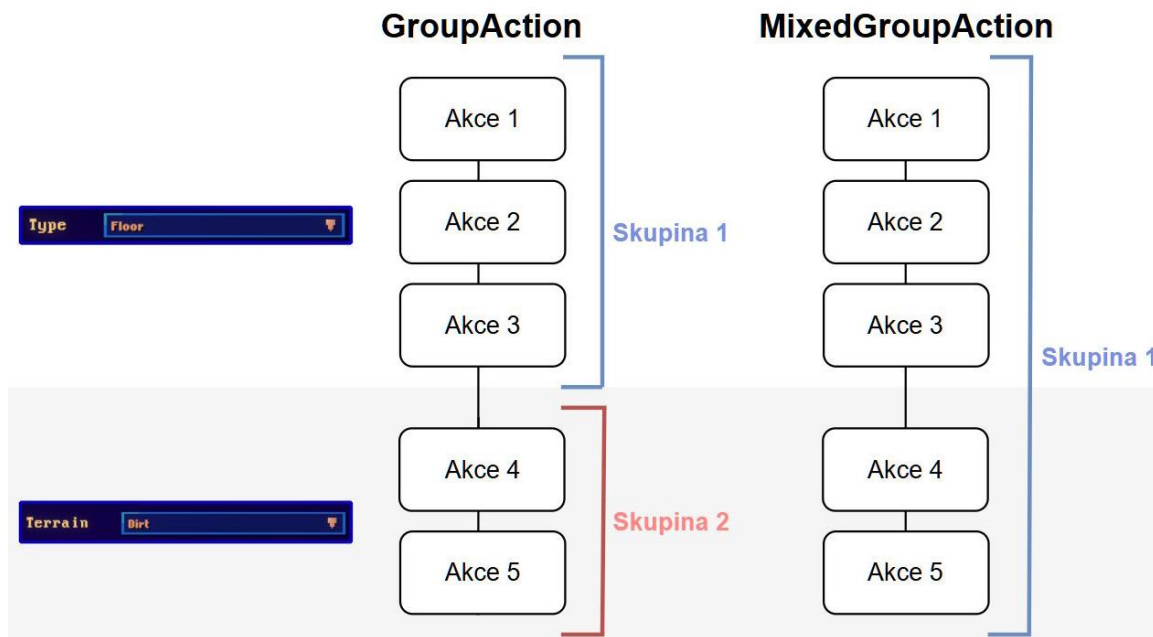 GroupAction
MixedGroupAction
Akce 1
Akce 1
Type
Floor
Akce 2
Skupina 1
Akce 2
Akce 3
Akce 3
Skupina 1
Akce 4
Akce 4
Terrain
Dirt
Skupina 2
Akce 5
Akce 5